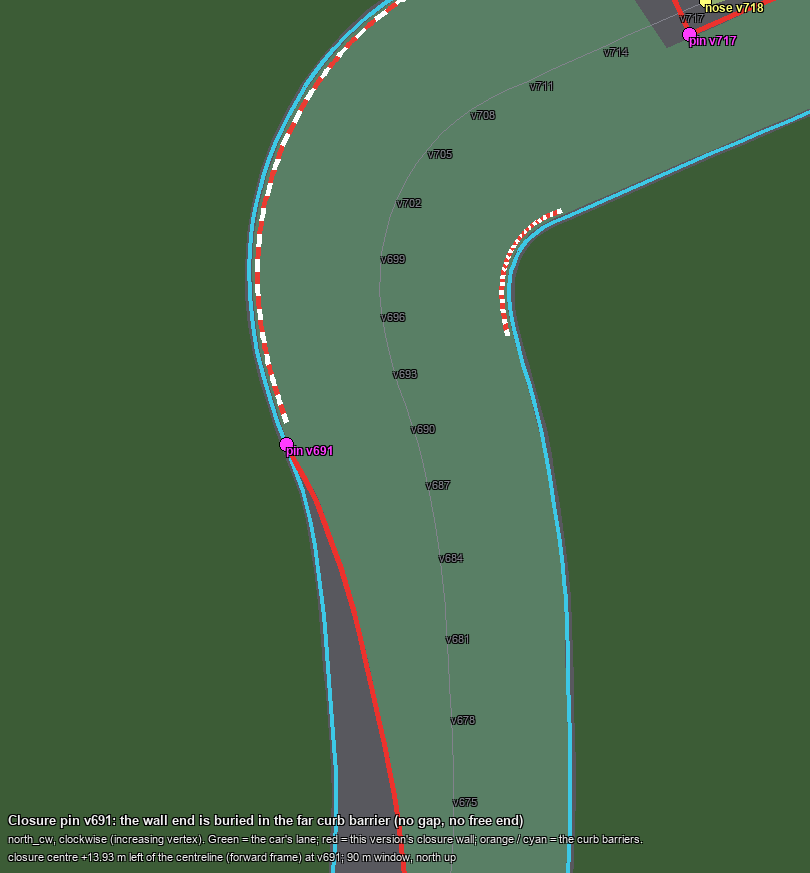 nose v718
v717
pin v717
v714
v711
v708
v705
v702
v699
v696
v693
v690
pin v691
v687
v684
v681
v678
v675
Closure pin v691: the wall end is buried in the far curb barrier (no gap, no free end)
north_cw, clockwise (increasing vertex). Green = the car's lane; red = this version's closure wall; orange / cyan = the curb barriers.
closure centre +13.93 m left of the centreline (forward frame) at v691; 90 m window, north up